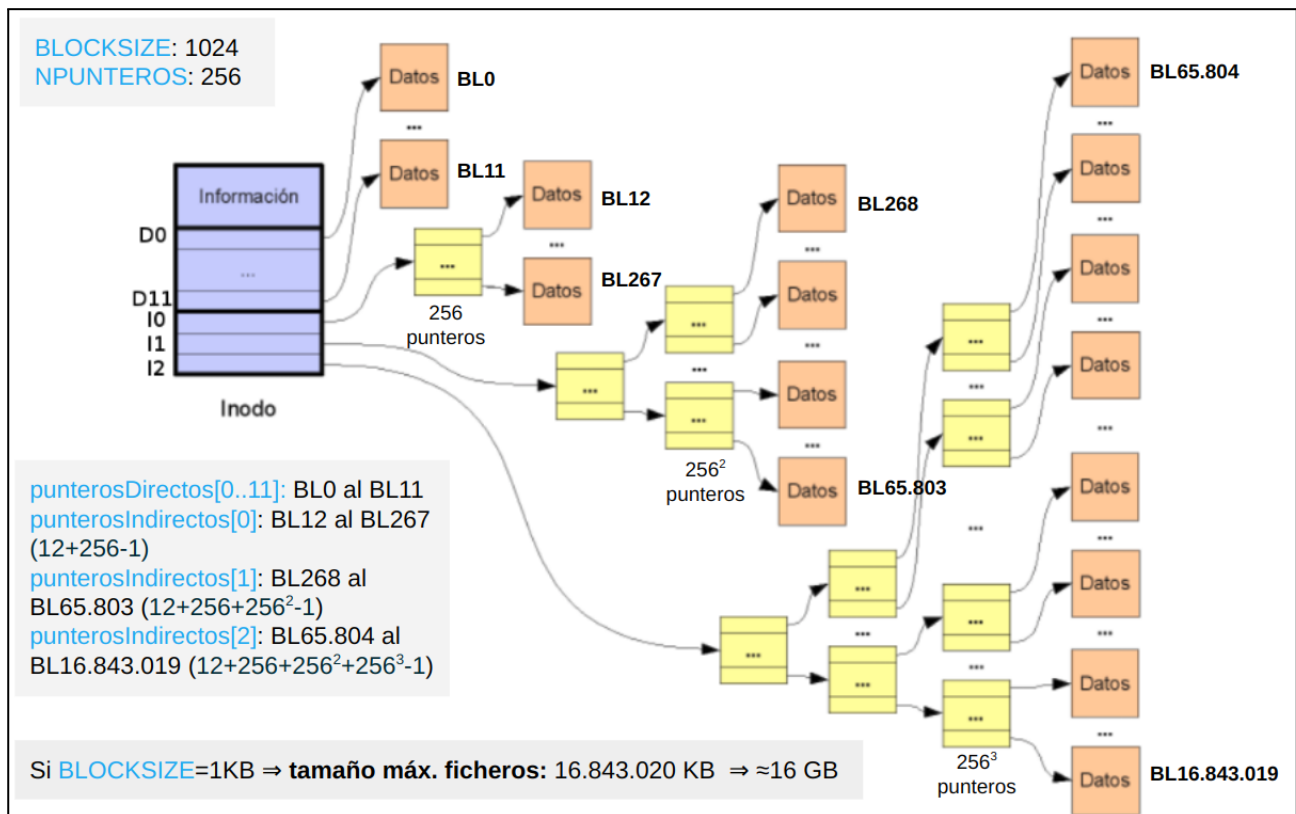 BLOCKSIZE: 1024
NPUNTEROS: 256
Datos BL0
...
Datos BL11
Información
D0
...
D11
I0
I1
I2
Inodo
...
256
punteros
Datos BL12
...
Datos BL267
...
...
...
...
256²
punteros
Datos BL268
...
Datos
...
Datos
...
Datos BL65.803
...
...
...
...
...
...
...
...
...
...
...
...
256³
punteros
Datos BL65.804
...
Datos
...
Datos
...
Datos
...
Datos
...
Datos
...
Datos
...
Datos BL16.843.019
punterosDirectos[0..11]: BL0 al BL11
punterosIndirectos[0]: BL12 al BL267
(12+256-1)
punterosIndirectos[1]: BL268 al
BL65.803 (12+256+256²-1)
punterosIndirectos[2]: BL65.804 al
BL16.843.019 (12+256+256²+256³-1)
Si BLOCKSIZE=1KB ⇒ tamaño máx. ficheros: 16.843.020 KB ⇒ ≈16 GB